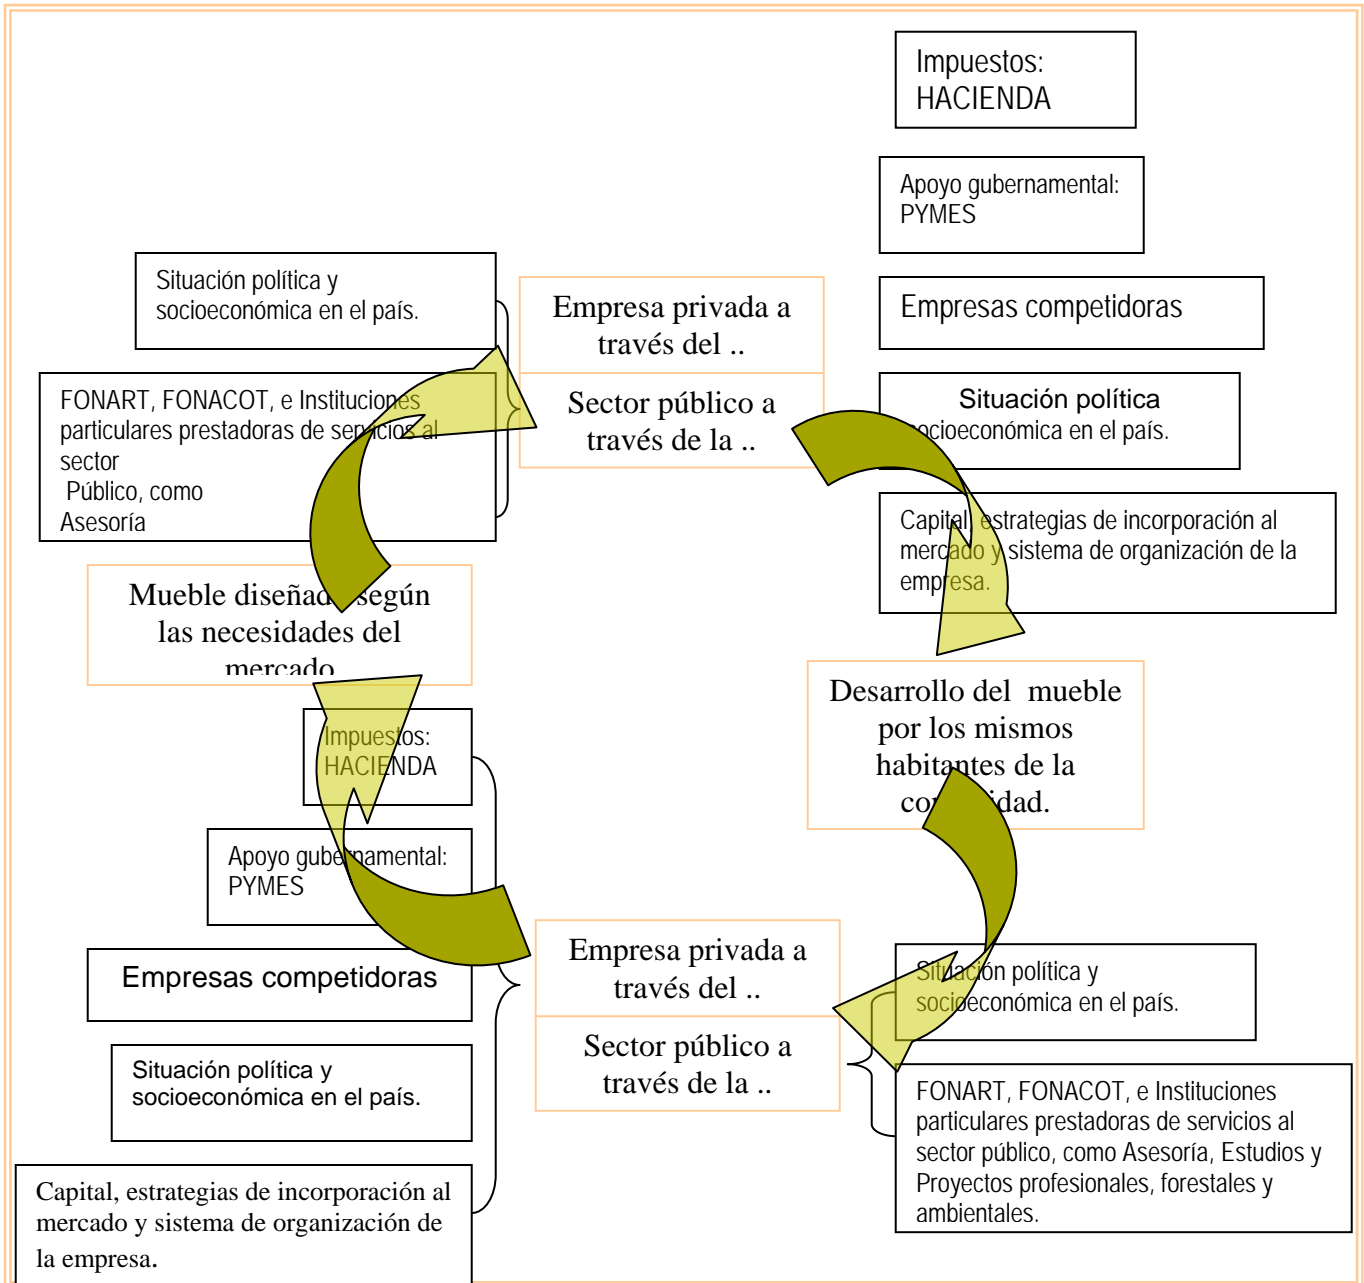 Impuestos:
HACIENDA
Apoyo gubernamental:
PYMES
Situación política y
socioeconómica en el país.
Empresa privada a
través del ..
Empresas competidoras
FONART, FONACOT, e Instituciones
particulares prestadoras de servicios al
sector
Público, como
Asesoría
Sector público a
través de la ..
Situación política
socioeconómica en el país.
Capital, estrategias de incorporación al
mercado y sistema de organización de la
empresa.
Mueble diseñado según
las necesidades del
mercado
Desarrollo del mueble
por los mismos
habitantes de la
comunidad.
Impuestos:
HACIENDA
Apoyo gubernamental:
PYMES
Empresas competidoras
Situación política y
socioeconómica en el país.
Capital, estrategias de incorporación al
mercado y sistema de organización de
la empresa.
Empresa privada a
través del ..
Sector público a
través de la ..
Situación política y
socioeconómica en el país.
FONART, FONACOT, e Instituciones
particulares prestadoras de servicios al
sector público, como Asesoría, Estudios y
Proyectos profesionales, forestales y
ambientales.